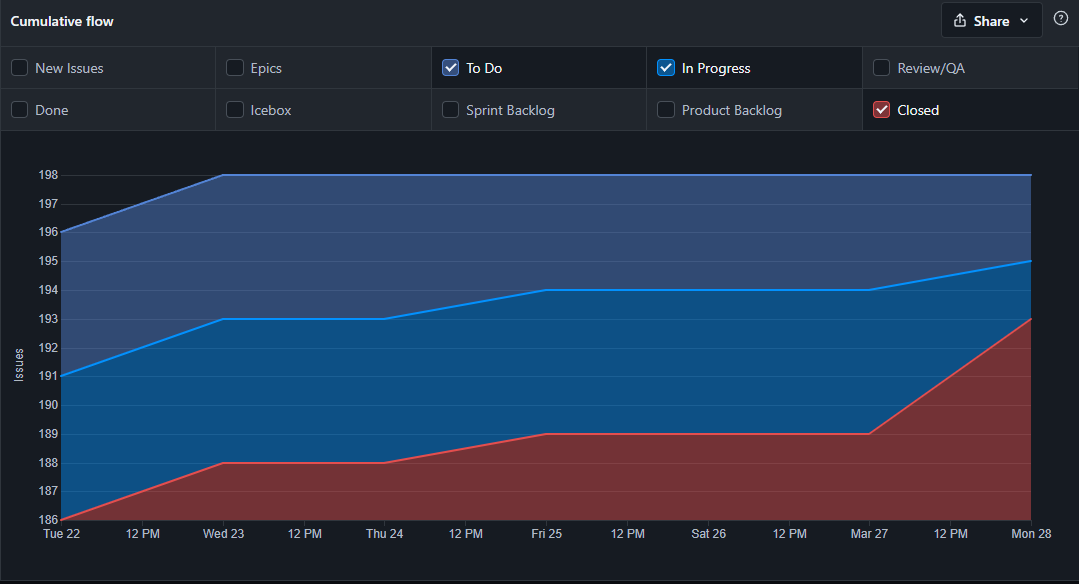 Cumulative flow
Share
?
New Issues Epics To Do In Progress Review/QA
Done Icebox Sprint Backlog Product Backlog Closed
198
197
196
195
194
193
192
191
190
189
188
187
186
Issues
Tue 22 12 PM Wed 23 12 PM Thu 24 12 PM Fri 25 12 PM Sat 26 12 PM Mar 27 12 PM Mon 28